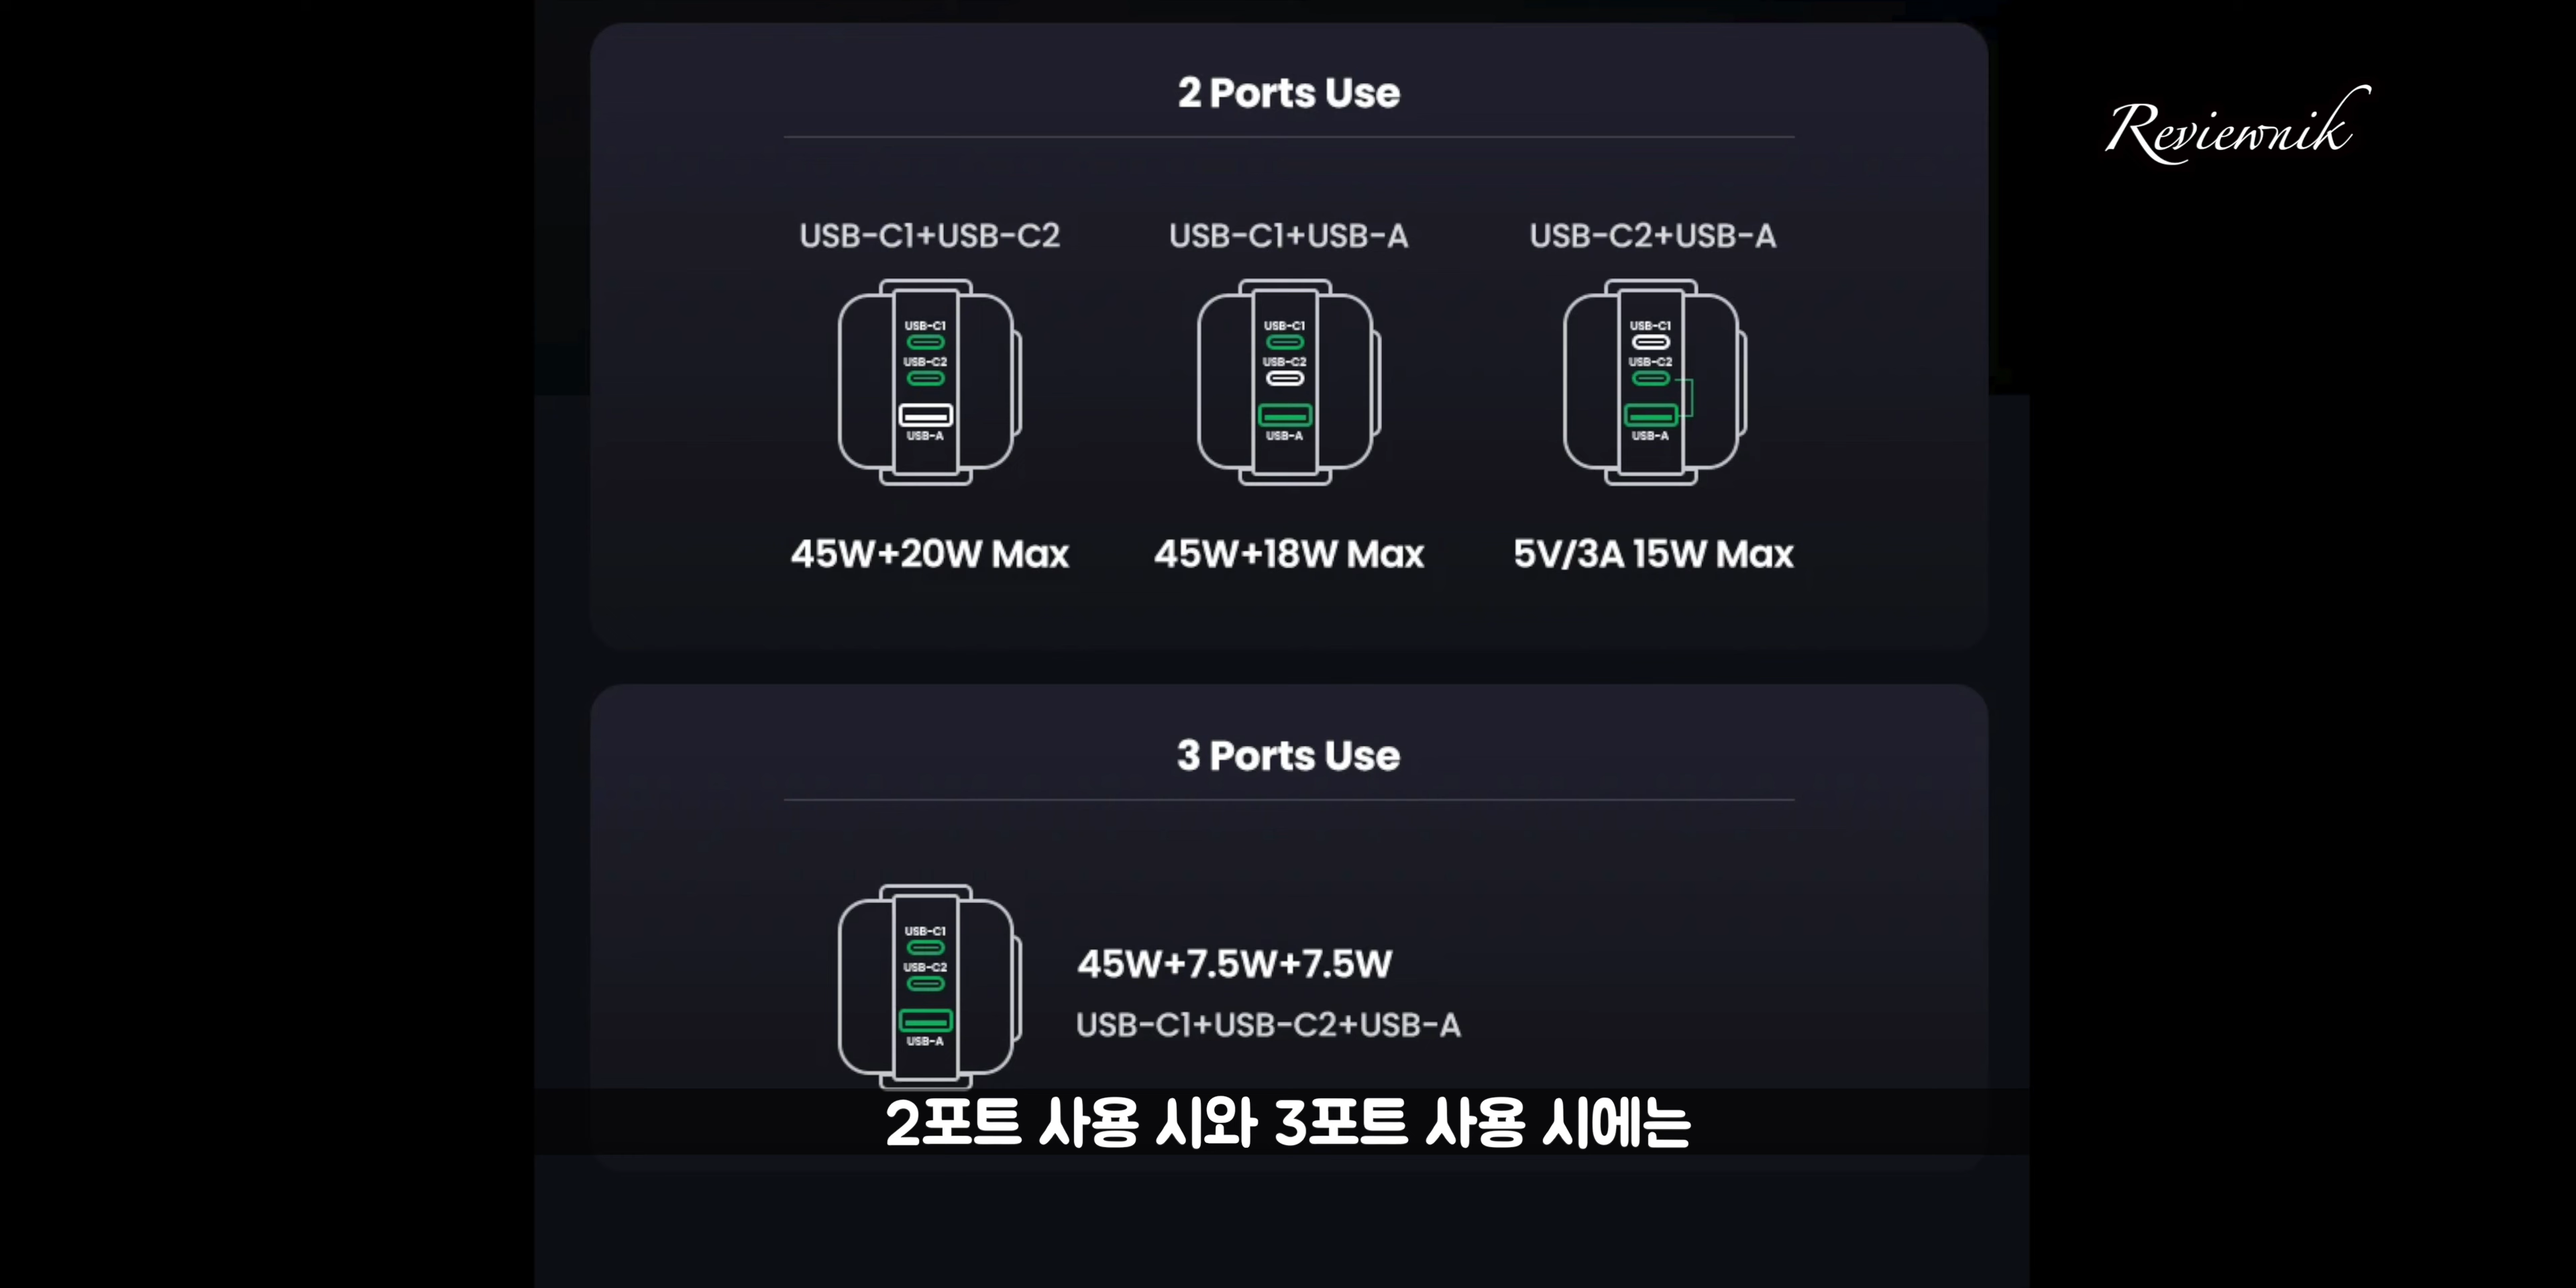 Reviewnik
2 Ports Use
USB-C1+USB-C2
USB-C1
USB-C2
USB-A
45W+20W Max
USB-C1+USB-A
USB-C1
USB-C2
USB-A
45W+18W Max
USB-C2+USB-A
USB-C1
USB-C2
USB-A
5V/3A 15W Max
3 Ports Use
USB-C1
USB-C2
USB-A
45W+7.5W+7.5W
USB-C1+USB-C2+USB-A
2포트 사용 시와 3포트 사용 시에는